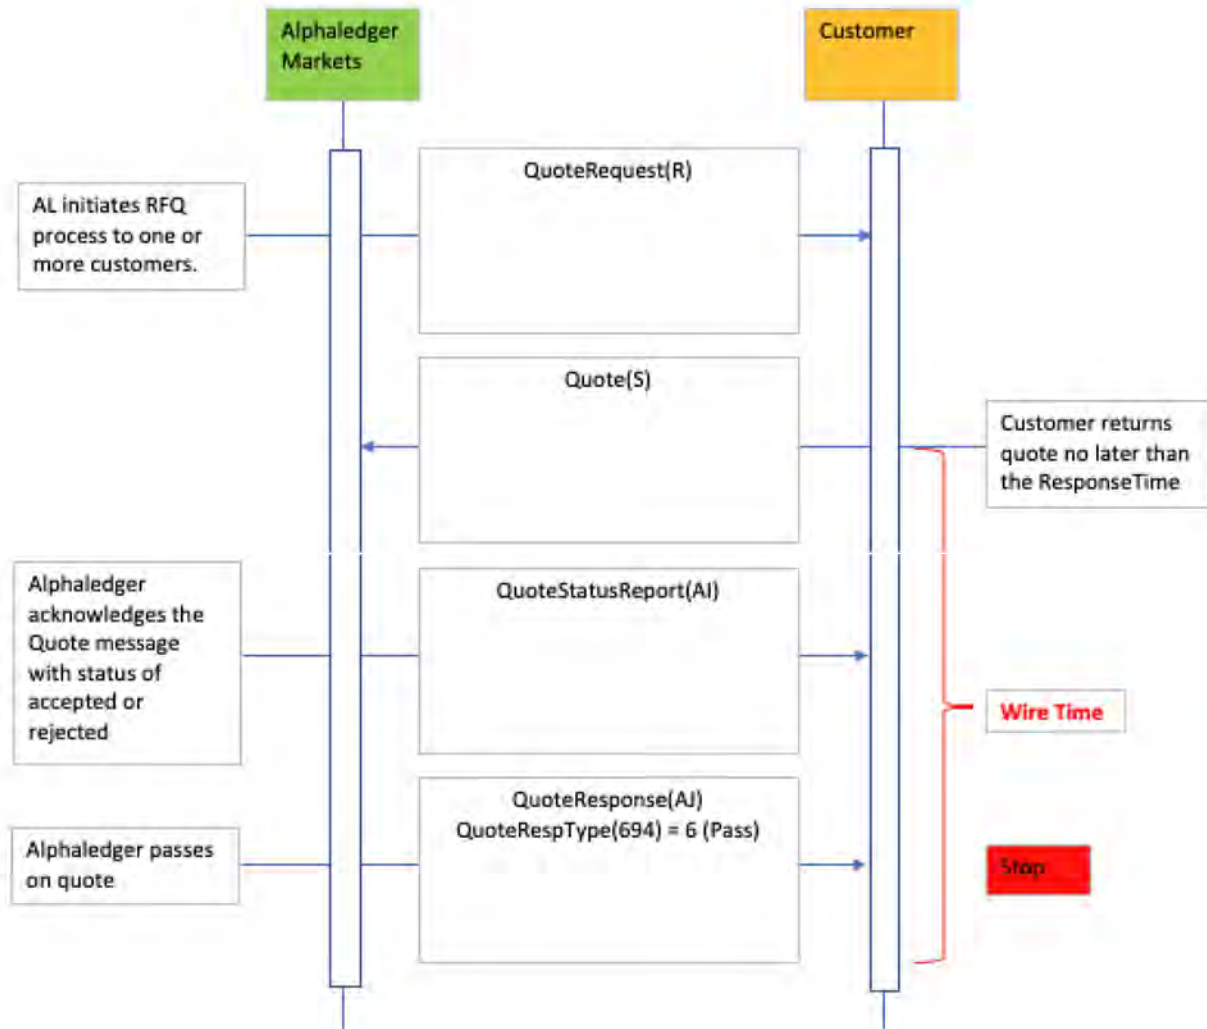 Alphaledger
Markets
Customer
QuoteRequest(R)
AL initiates RFQ
process to one or
more customers.
Quote(S)
Customer returns
quote no later than
the ResponseTime
Alphaledger
acknowledges the
Quote message
with status of
accepted or
rejected
QuoteStatusReport(AI)
Wire Time
QuoteResponse(AJ)
QuoteRespType(694) = 6 (Pass)
Alphaledger passes
on quote
Stop